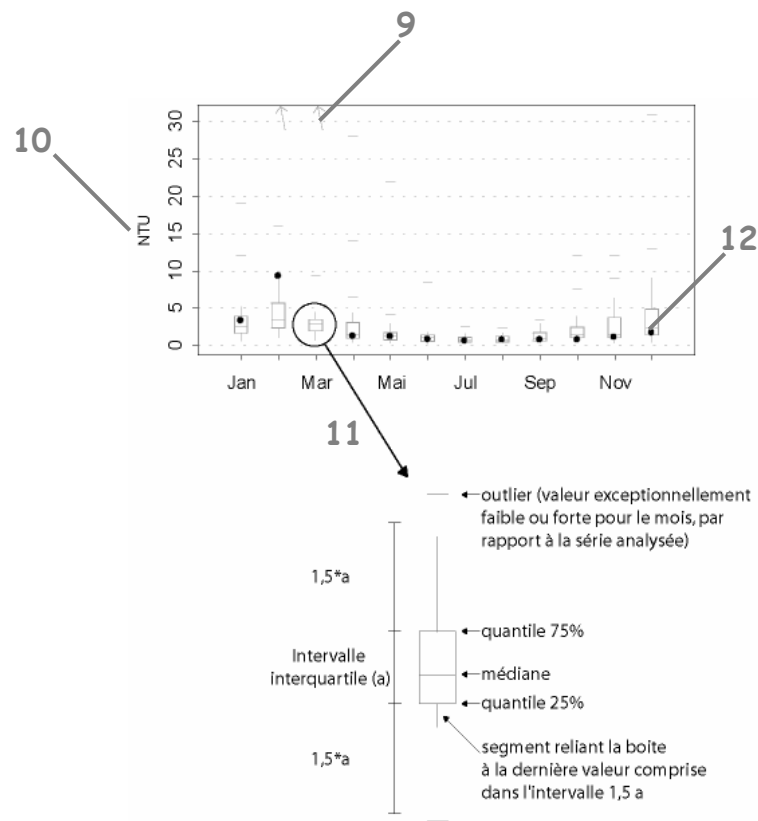 9
10
30
25
20
15
10
5
0
NTU
12
Jan
Mar
Mai
Jul
Sep
Nov
11
outlier (valeur exceptionnellement
faible ou forte pour le mois, par
rapport à la série analysée)
1,5*a
quantile 75%
Intervalle
interquartile (a)
médiane
quantile 25%
segment reliant la boite
à la dernière valeur comprise
dans l'intervalle 1,5 a
1,5*a